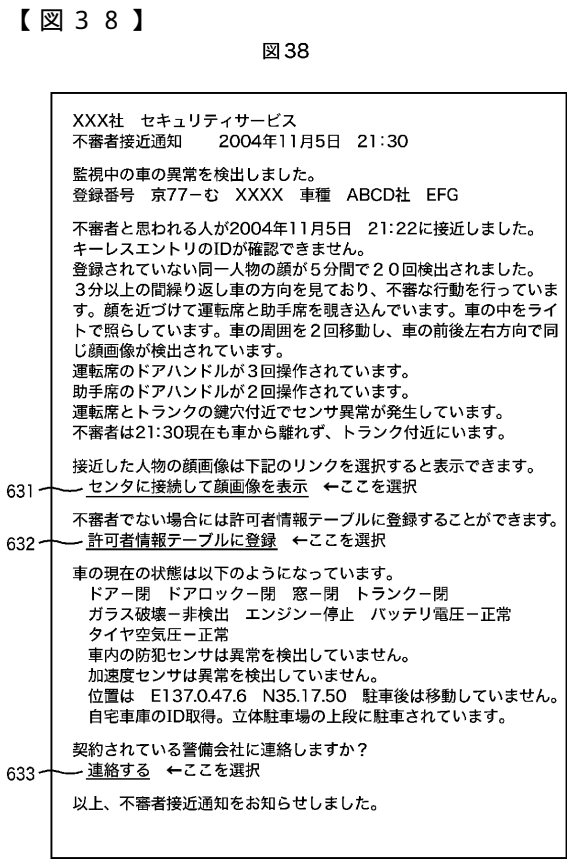 【図３８】
図38
XXX社　セキュリティサービス
不審者接近通知　　2004年11月5日　21:30
監視中の車の異常を検出しました。
登録番号　京77－む　XXXX　車種　ABCD社　EFG
不審者と思われる人が2004年11月5日　21:22に接近しました。
キーレスエントリのIDが確認できません。
登録されていない同一人物の顔が５分間で２０回検出されました。
３分以上の間繰り返し車の方向を見ており、不審な行動を行っていま
す。顔を近づけて運転席と助手席を覗き込んでいます。車の中をライ
トで照らしています。車の周囲を２回移動し、車の前後左右方向で同
じ顔画像が検出されています。
運転席のドアハンドルが３回操作されています。
助手席のドアハンドルが２回操作されています。
運転席とトランクの鍵穴付近でセンサ異常が発生しています。
不審者は21:30現在も車から離れず、トランク付近にいます。
接近した人物の顔画像は下記のリンクを選択すると表示できます。
631 センタに接続して顔画像を表示　←ここを選択
不審者でない場合には許可者情報テーブルに登録することができます。
632 許可者情報テーブルに登録　←ここを選択
車の現在の状態は以下のようになっています。
ドアー閉　ドアロックー閉　窓ー閉　トランクー閉
ガラス破壊ー非検出　エンジンー停止　バッテリ電圧ー正常
タイヤ空気圧ー正常
車内の防犯センサは異常を検出していません。
加速度センサは異常を検出していません。
位置は　E137.0.47.6　N35.17.50　駐車後は移動していません。
自宅車庫のID取得。立体駐車場の上段に駐車されています。
契約されている警備会社に連絡しますか？
633 連絡する　←ここを選択
以上、不審者接近通知をお知らせしました。